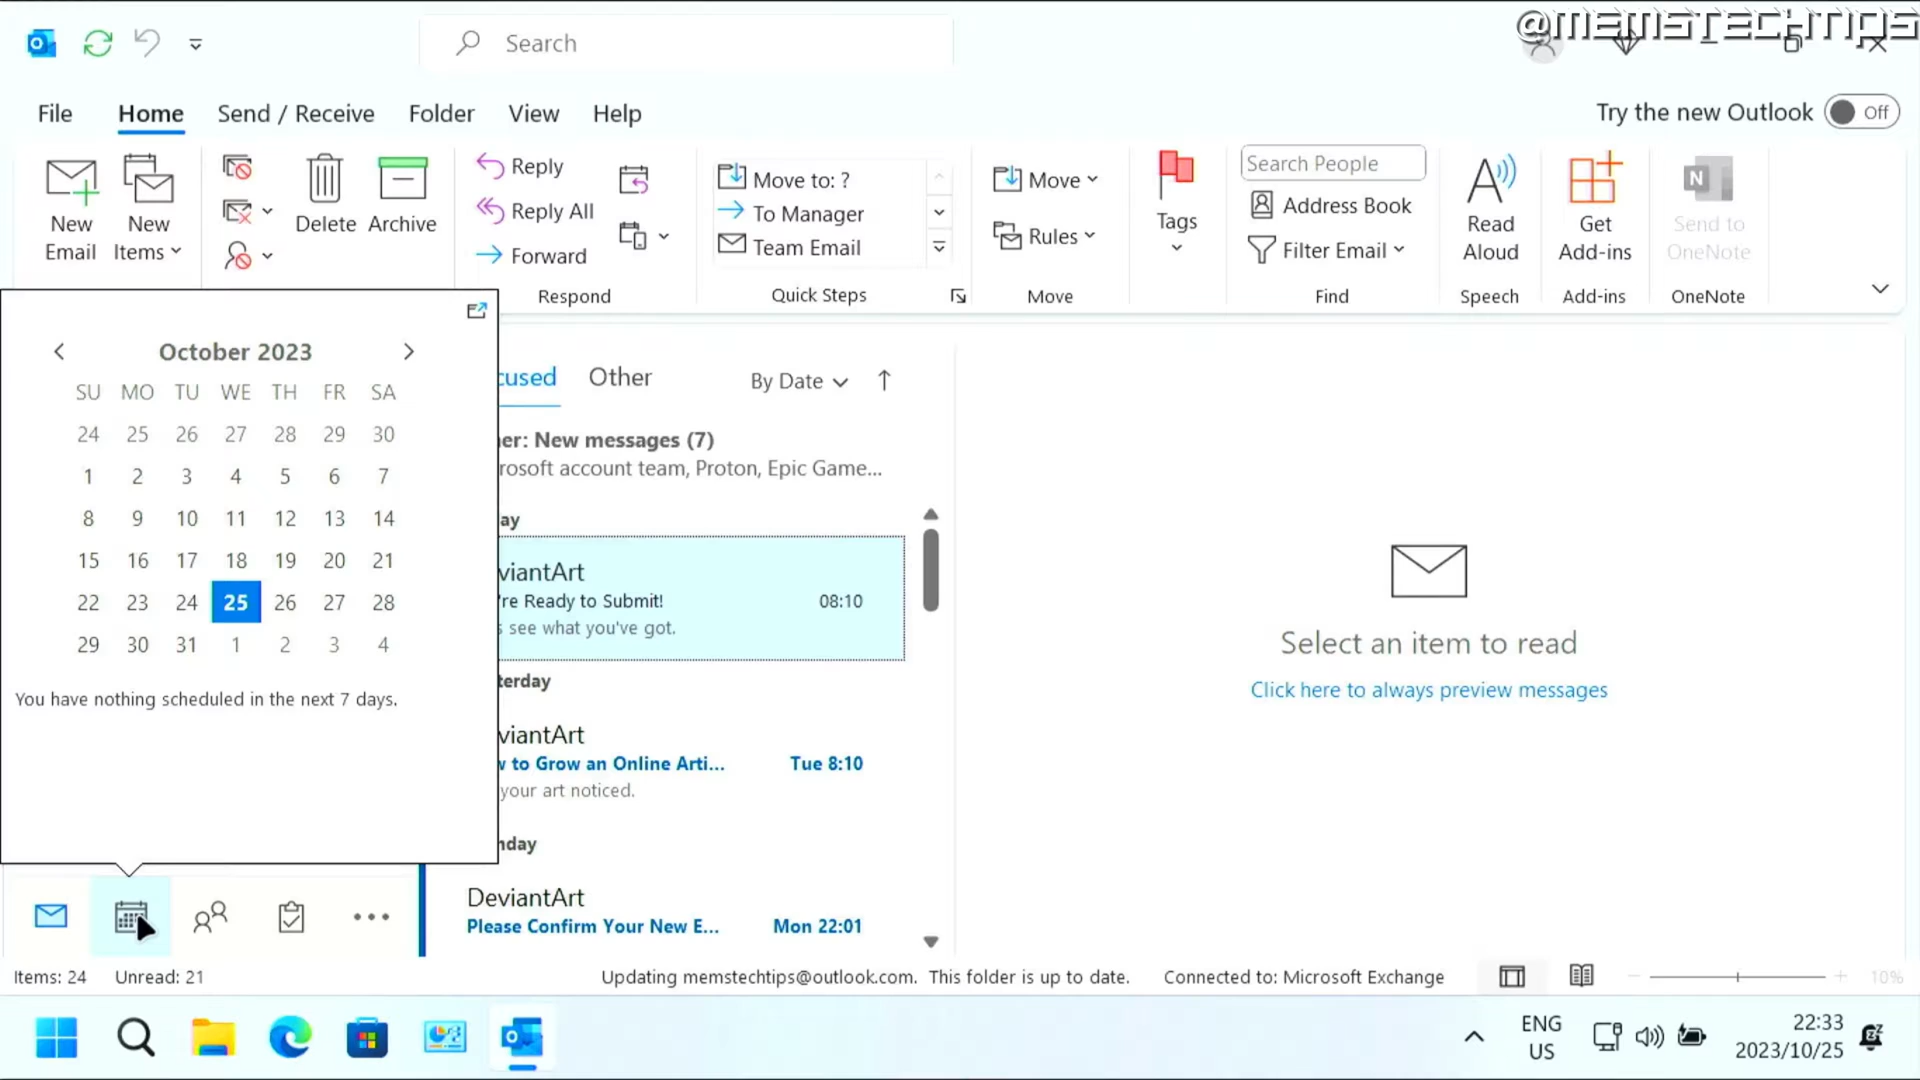 @MEMSTECHTIPS
Search
File Home Send / Receive Folder View Help
Try the new Outlook Off
New Email
New Items
Delete
Archive
Reply
Reply All
Forward
Respond
Move to: ?
To Manager
Team Email
Quick Steps
Move
Rules
Move
Tags
Search People
Address Book
Filter Email
Find
Read Aloud
Speech
Get Add-ins
Add-ins
N
Send to OneNote
OneNote
October 2023
SU MO TU WE TH FR SA
24 25 26 27 28 29 30
1 2 3 4 5 6 7
8 9 10 11 12 13 14
15 16 17 18 19 20 21
22 23 24 25 26 27 28
29 30 31 1 2 3 4
You have nothing scheduled in the next 7 days.
cused Other By Date
er: New messages (7)
rosoft account team, Proton, Epic Game...
ay
viantArt
're Ready to Submit! 08:10
s see what you've got.
terday
viantArt
w to Grow an Online Arti... Tue 8:10
your art noticed.
nday
DeviantArt
Please Confirm Your New E... Mon 22:01
Select an item to read
Click here to always preview messages
Items: 24 Unread: 21
Updating memstechtips@outlook.com. This folder is up to date. Connected to: Microsoft Exchange
10%
ENG
US
22:33
2023/10/25